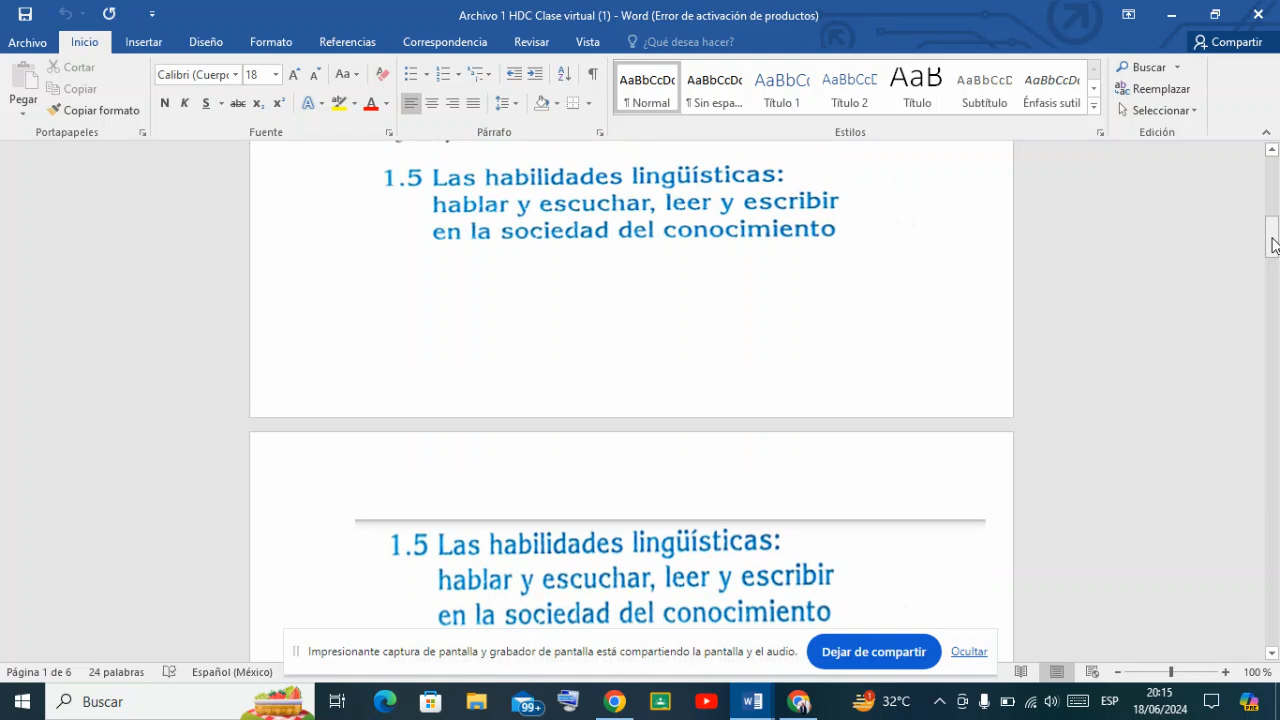 Archivo 1 HDC Clase virtual (1) - Word (Error de activación de productos)
Archivo Inicio Insertar Diseño Formato Referencias Correspondencia Revisar Vista ¿Qué desea hacer? Compartir
Pegar
Cortar
Copiar
Copiar formato
Portapapeles
Calibri (Cuerpo 18
N K S abc x₂ x²
Fuente
Párrafo
AaBbCcDc AaBbCcDc AaBbC( AaBbCcD AaB AaBbCcD AaBbCcDc
¶ Normal ¶ Sin espa... Título 1 Título 2 Título Subtítulo Énfasis sutil
Estilos
Buscar
Reemplazar
Seleccionar
Edición
1.5 Las habilidades lingüísticas:
hablar y escuchar, leer y escribir
en la sociedad del conocimiento
1.5 Las habilidades lingüísticas:
hablar y escuchar, leer y escribir
en la sociedad del conocimiento
Impresionante captura de pantalla y grabador de pantalla está compartiendo la pantalla y el audio. Dejar de compartir Ocultar
Página 1 de 6 24 palabras Español (México) 100 %
Buscar 99+ 32°C ESP 20:15
18/06/2024